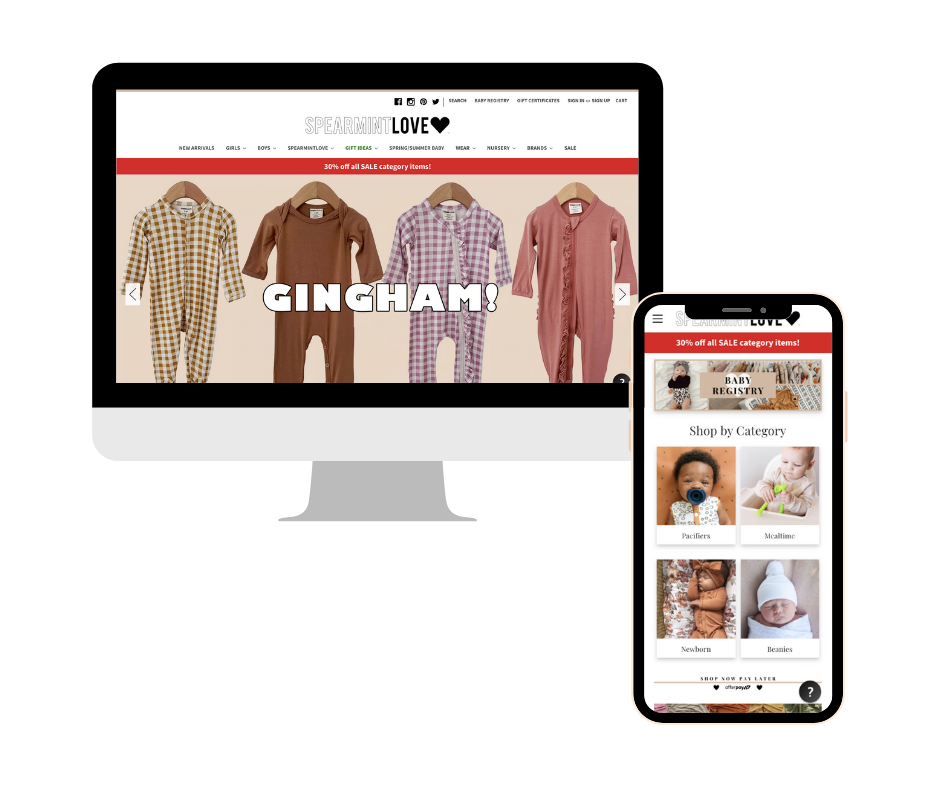 SEARCH BABY REGISTRY GIFT CERTIFICATES SIGN IN or SIGN UP CART
SPEARMINTLOVE
NEW ARRIVALS GIRLS BOYS SPEARMINTLOVE GIFT IDEAS SPRING/SUMMER BABY WEAR NURSERY BRANDS SALE
30% off all SALE category items!
GINGHAM!
?
SPEARMINTLOVE
30% off all SALE category items!
BABY
REGISTRY
Shop by Category
Pacifiers Mealtime
Newborn Beanies
SHOP NOW PAY LATER
afterpay
?